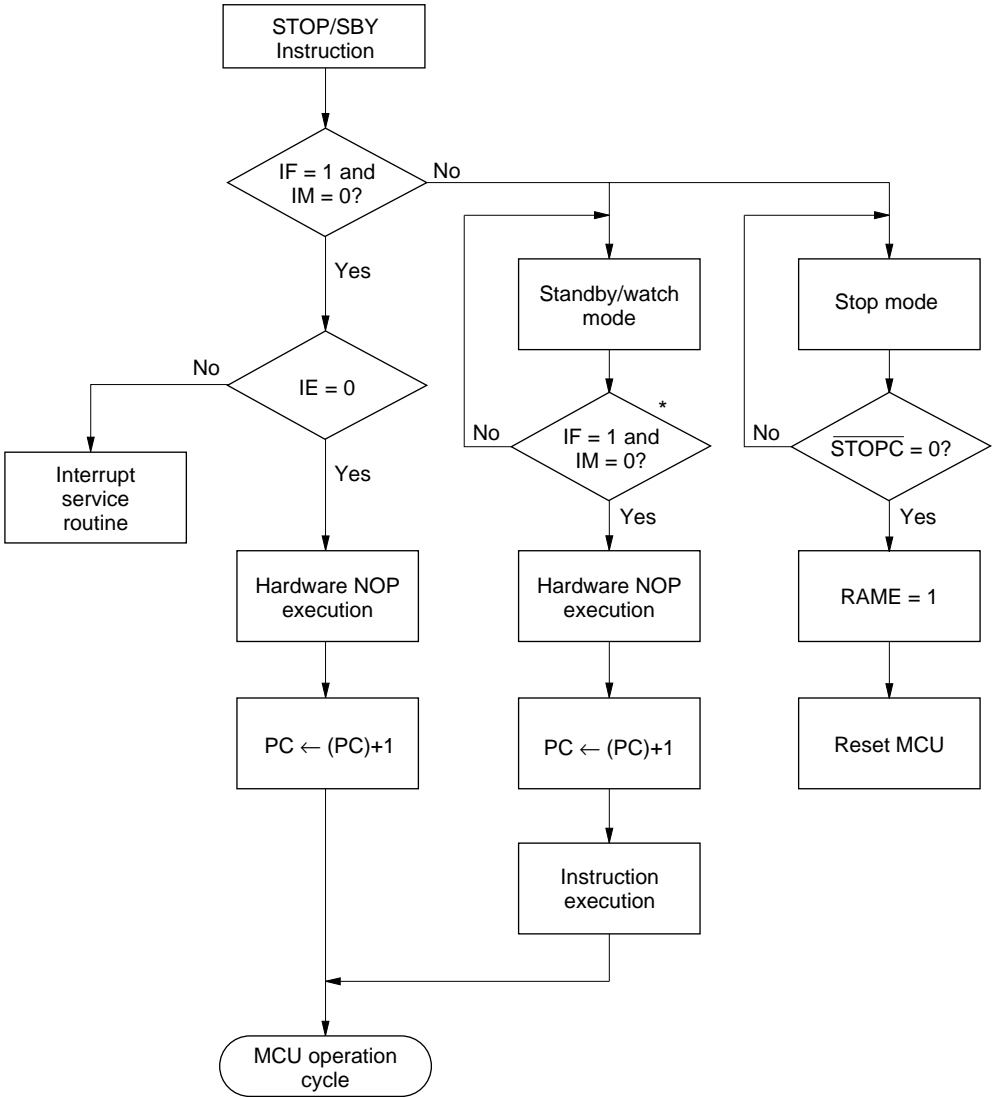 STOP/SBY
Instruction
IF = 1 and
IM = 0?
No
Yes
IE = 0
No
Yes
Interrupt
service
routine
Hardware NOP
execution
PC ← (PC)+1
Standby/watch
mode
*
IF = 1 and
IM = 0?
No
Yes
Hardware NOP
execution
PC ← (PC)+1
Instruction
execution
Stop mode
S̅T̅O̅P̅C̅ = 0?
No
Yes
RAME = 1
Reset MCU
MCU operation
cycle